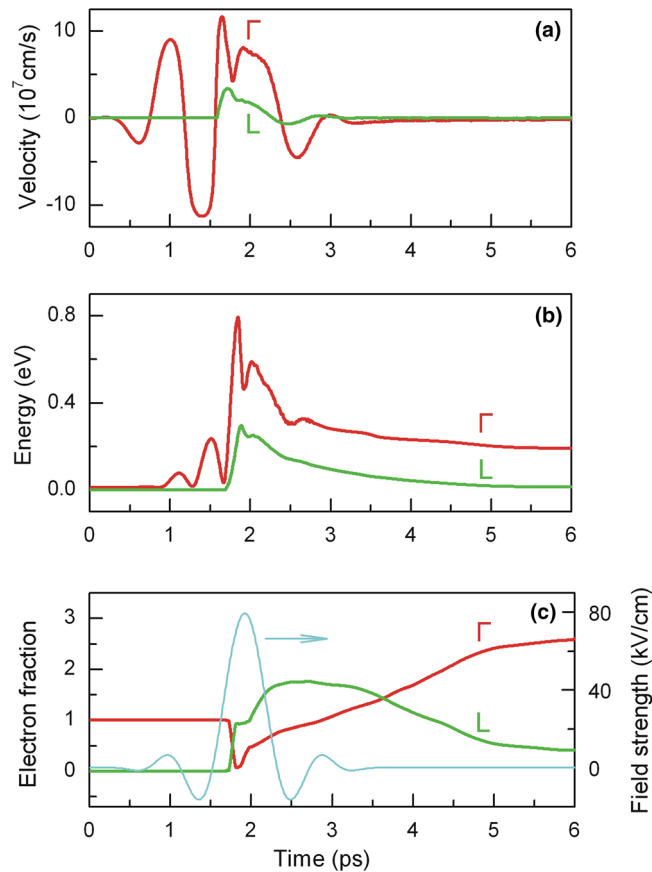 (a)
Velocity (10⁷cm/s)
10
0
-10
Γ
L
0 1 2 3 4 5 6
(b)
Energy (eV)
0.8
0.4
0.0
Γ
L
0 1 2 3 4 5 6
(c)
Electron fraction
3
2
1
0
Γ
L
80
40
0
Field strength (kV/cm)
0 1 2 3 4 5 6
Time (ps)